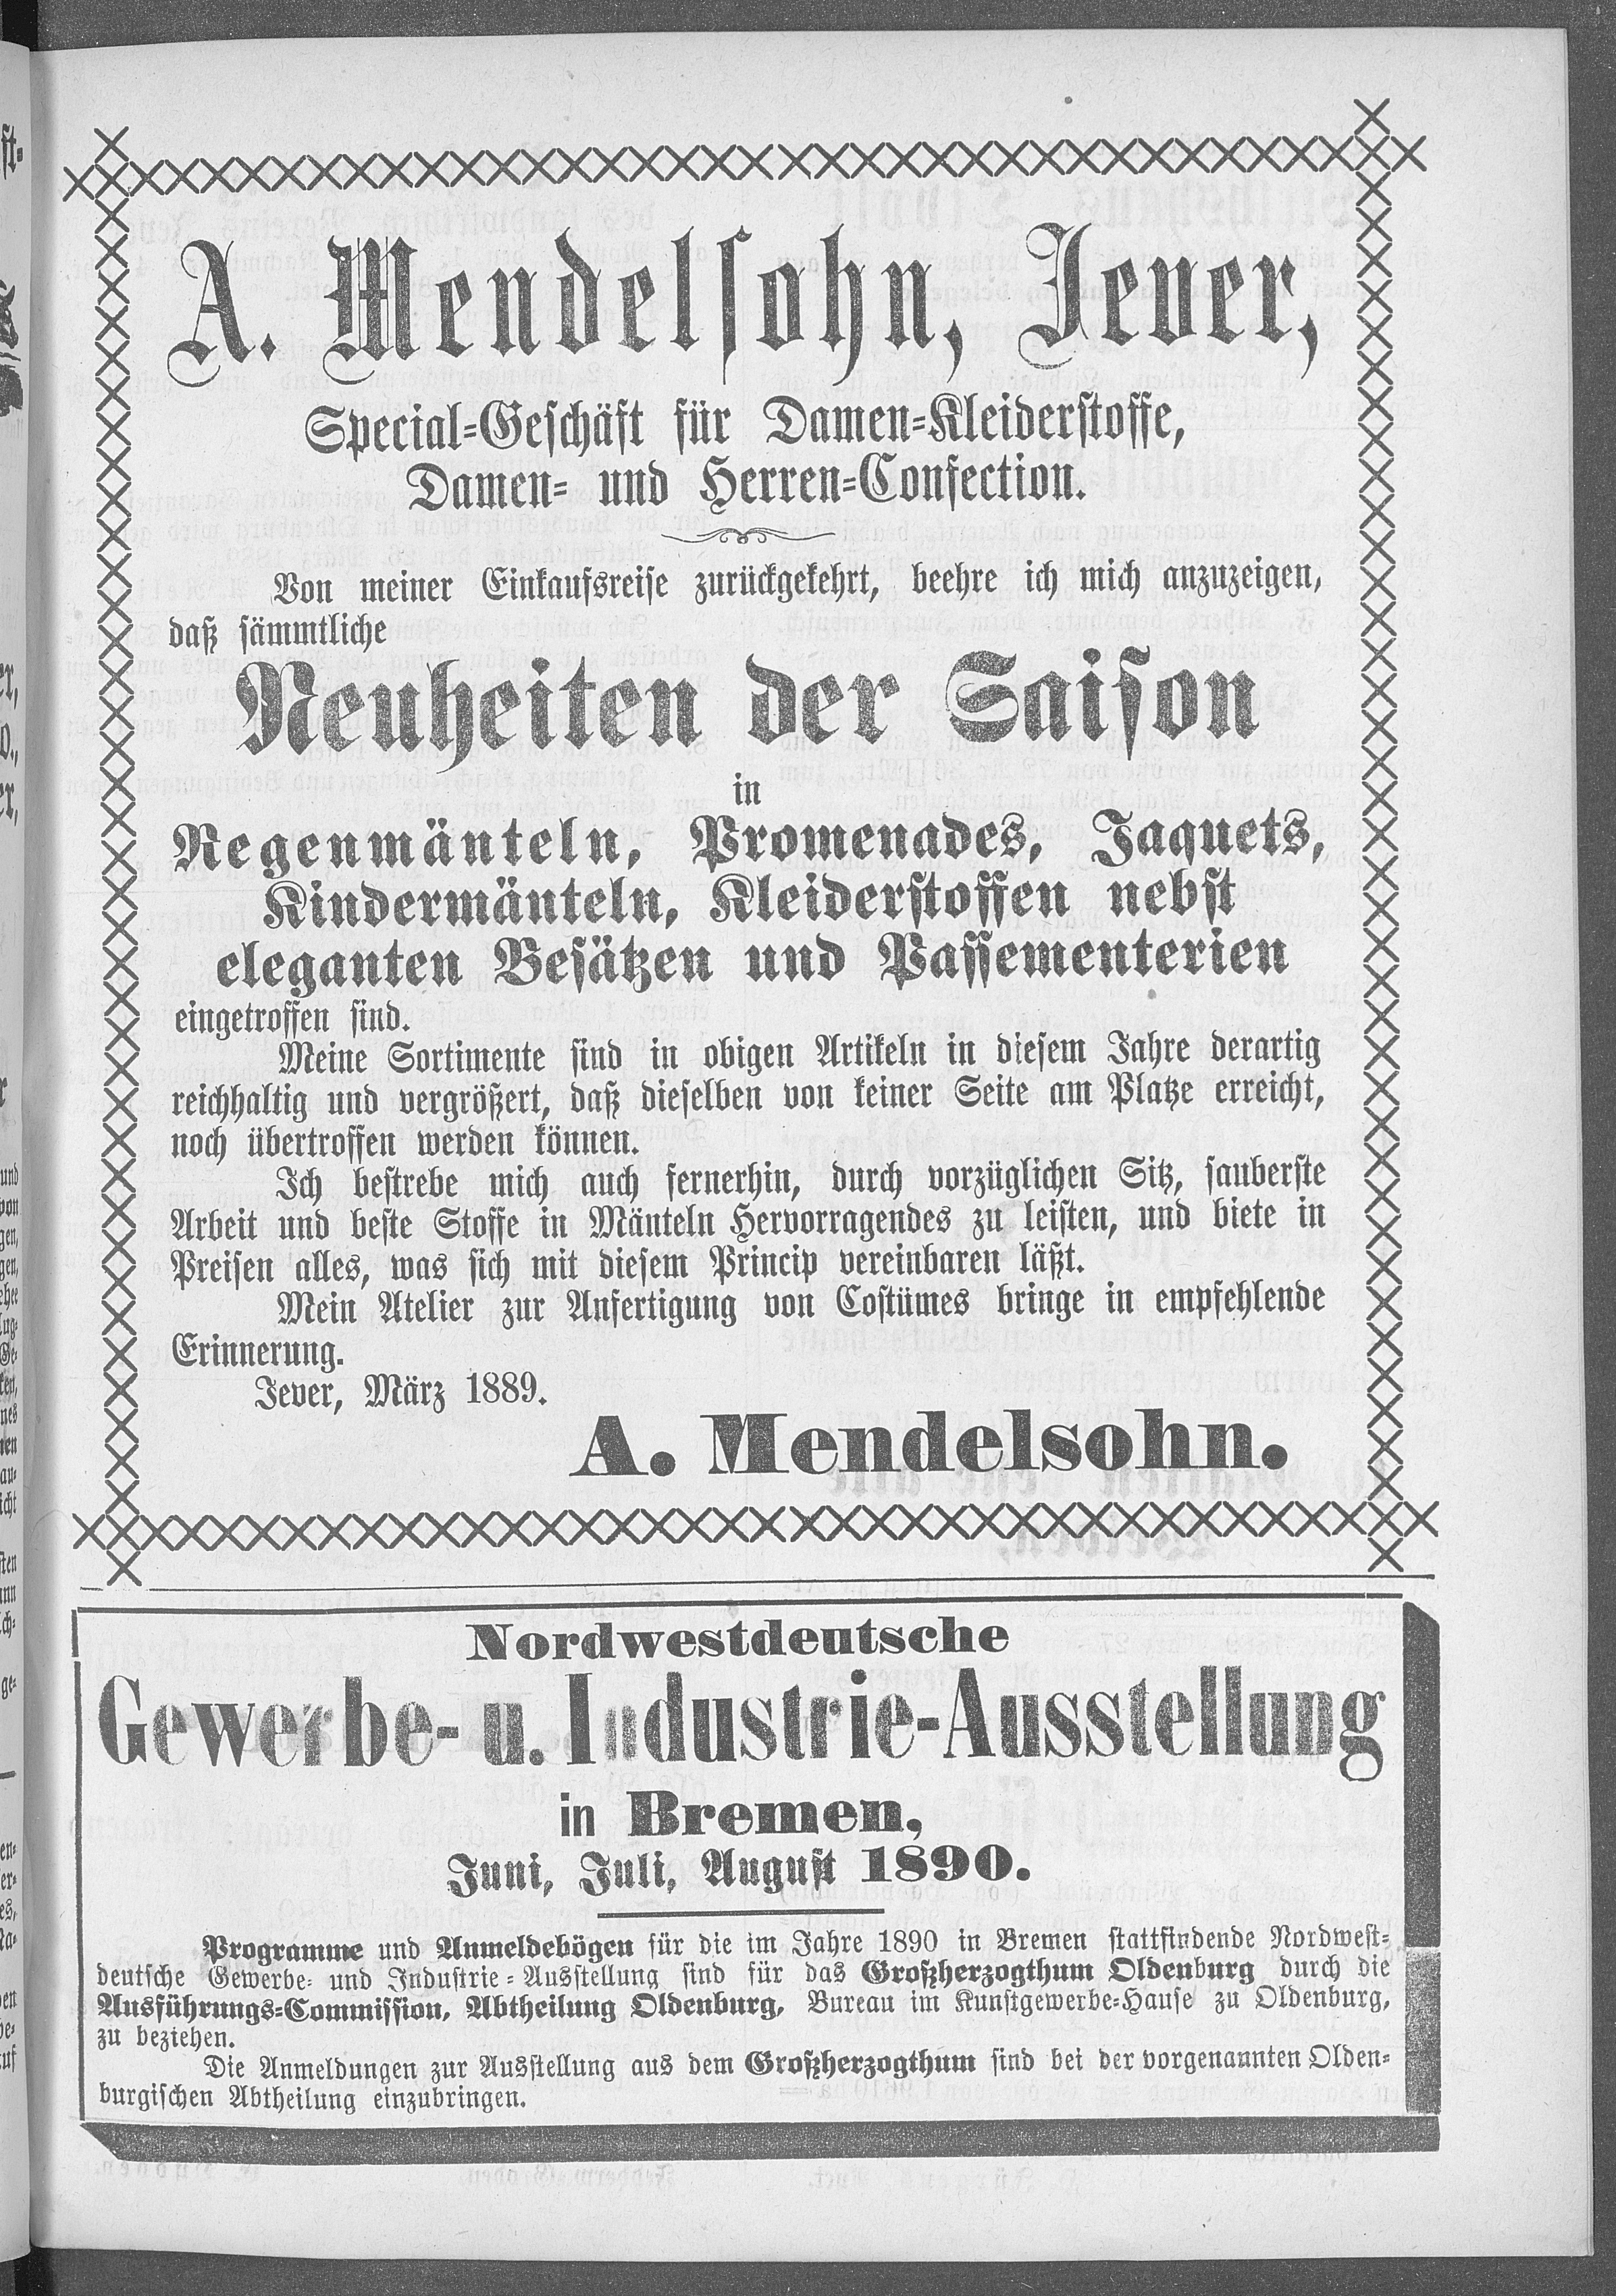 A. Mendelsohn, Jever,
Special-Geschäft für Damen-Kleiderstoffe,
Damen- und Herren-Confection.
Von meiner Einkaufsreise zurückgekehrt, beehre ich mich anzuzeigen,
daß sämmtliche
Neuheiten der Saison
in
Regenmänteln, Promenades, Jaquets,
Kindermänteln, Kleiderstoffen nebst
eleganten Besätzen und Passementerien
eingetroffen sind.
Meine Sortimente sind in obigen Artikeln in diesem Jahre derartig
reichhaltig und vergrößert, daß dieselben von keiner Seite am Platze erreicht,
noch übertroffen werden können.
Ich bestrebe mich auch fernerhin, durch vorzüglichen Sitz, sauberste
Arbeit und beste Stoffe in Mänteln Hervorragendes zu leisten, und biete in
Preisen alles, was sich mit diesem Princip vereinbaren läßt.
Mein Atelier zur Anfertigung von Costümes bringe in empfehlende
Erinnerung.
Jever, März 1889.
A. Mendelsohn.
Nordwestdeutsche
Gewerbe- u. Industrie-Ausstellung
in Bremen,
Juni, Juli, August 1890.
Programme und Anmeldebögen für die im Jahre 1890 in Bremen stattfindende Nordwest-
deutsche Gewerbe- und Industrie-Ausstellung sind für das Großherzogthum Oldenburg durch die
Ausführungs-Commission, Abtheilung Oldenburg, Bureau im Kunstgewerbe-Hause zu Oldenburg,
zu beziehen.
Die Anmeldungen zur Ausstellung aus dem Großherzogthum sind bei der vorgenannten Olden-
burgischen Abtheilung einzubringen.